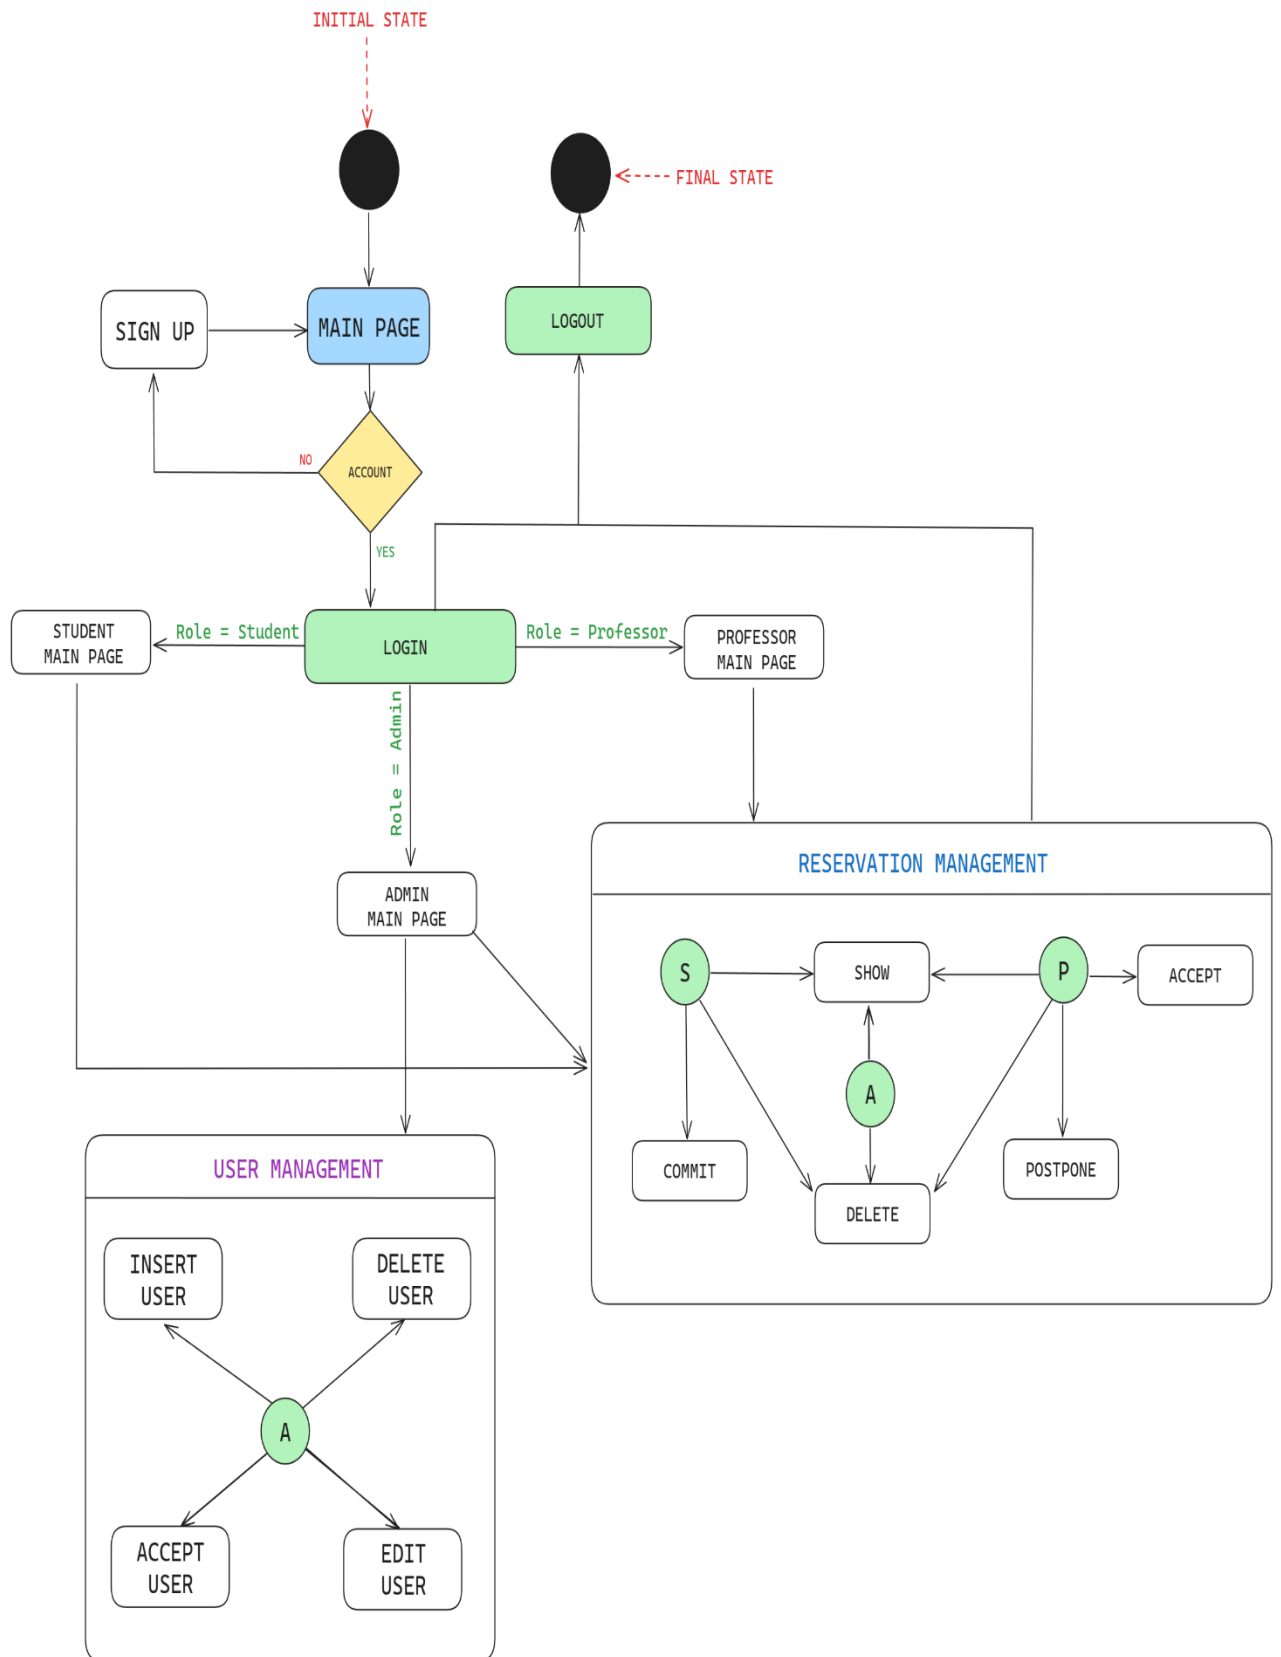 INITIAL STATE
FINAL STATE
SIGN UP
MAIN PAGE
LOGOUT
NO
ACCOUNT
YES
STUDENT
MAIN PAGE
Role = Student
LOGIN
Role = Professor
PROFESSOR
MAIN PAGE
Role = Admin
ADMIN
MAIN PAGE
RESERVATION MANAGEMENT
S
SHOW
P
ACCEPT
A
COMMIT
POSTPONE
DELETE
USER MANAGEMENT
INSERT
USER
DELETE
USER
A
ACCEPT
USER
EDIT
USER